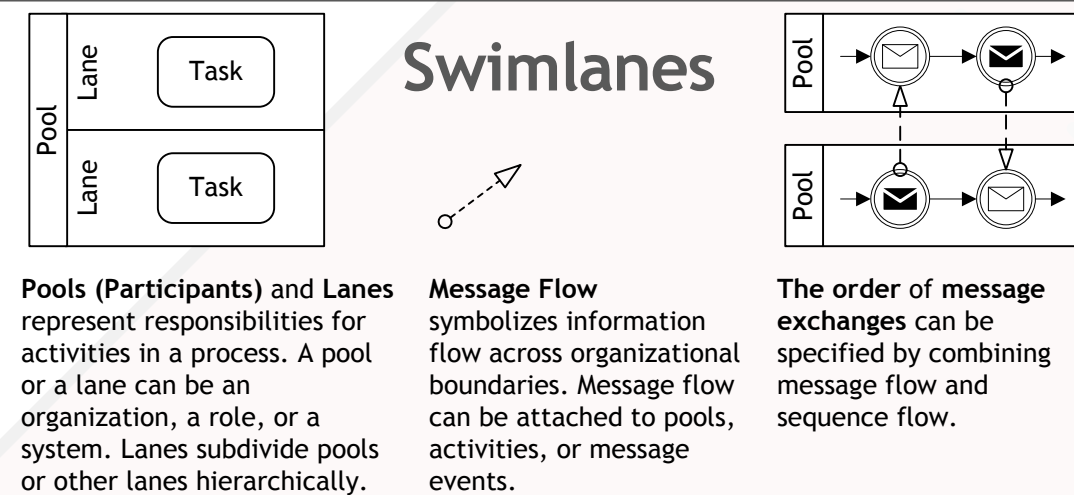 Swimlanes
Pool
Lane
Task
Lane
Task
Pool
Pool
Pools (Participants) and Lanes
represent responsibilities for
activities in a process. A pool
or a lane can be an
organization, a role, or a
system. Lanes subdivide pools
or other lanes hierarchically.
Message Flow
symbolizes information
flow across organizational
boundaries. Message flow
can be attached to pools,
activities, or message
events.
The order of message
exchanges can be
specified by combining
message flow and
sequence flow.